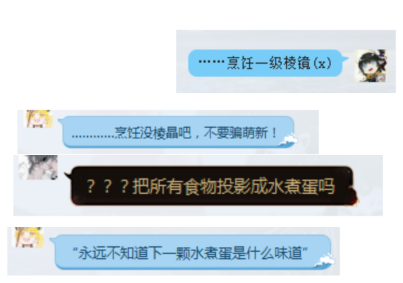 ……烹饪一级棱镜(x)
…………烹饪没棱晶吧，不要骗萌新！
？？？把所有食物投影成水煮蛋吗
“永远不知道下一颗水煮蛋是什么味道”